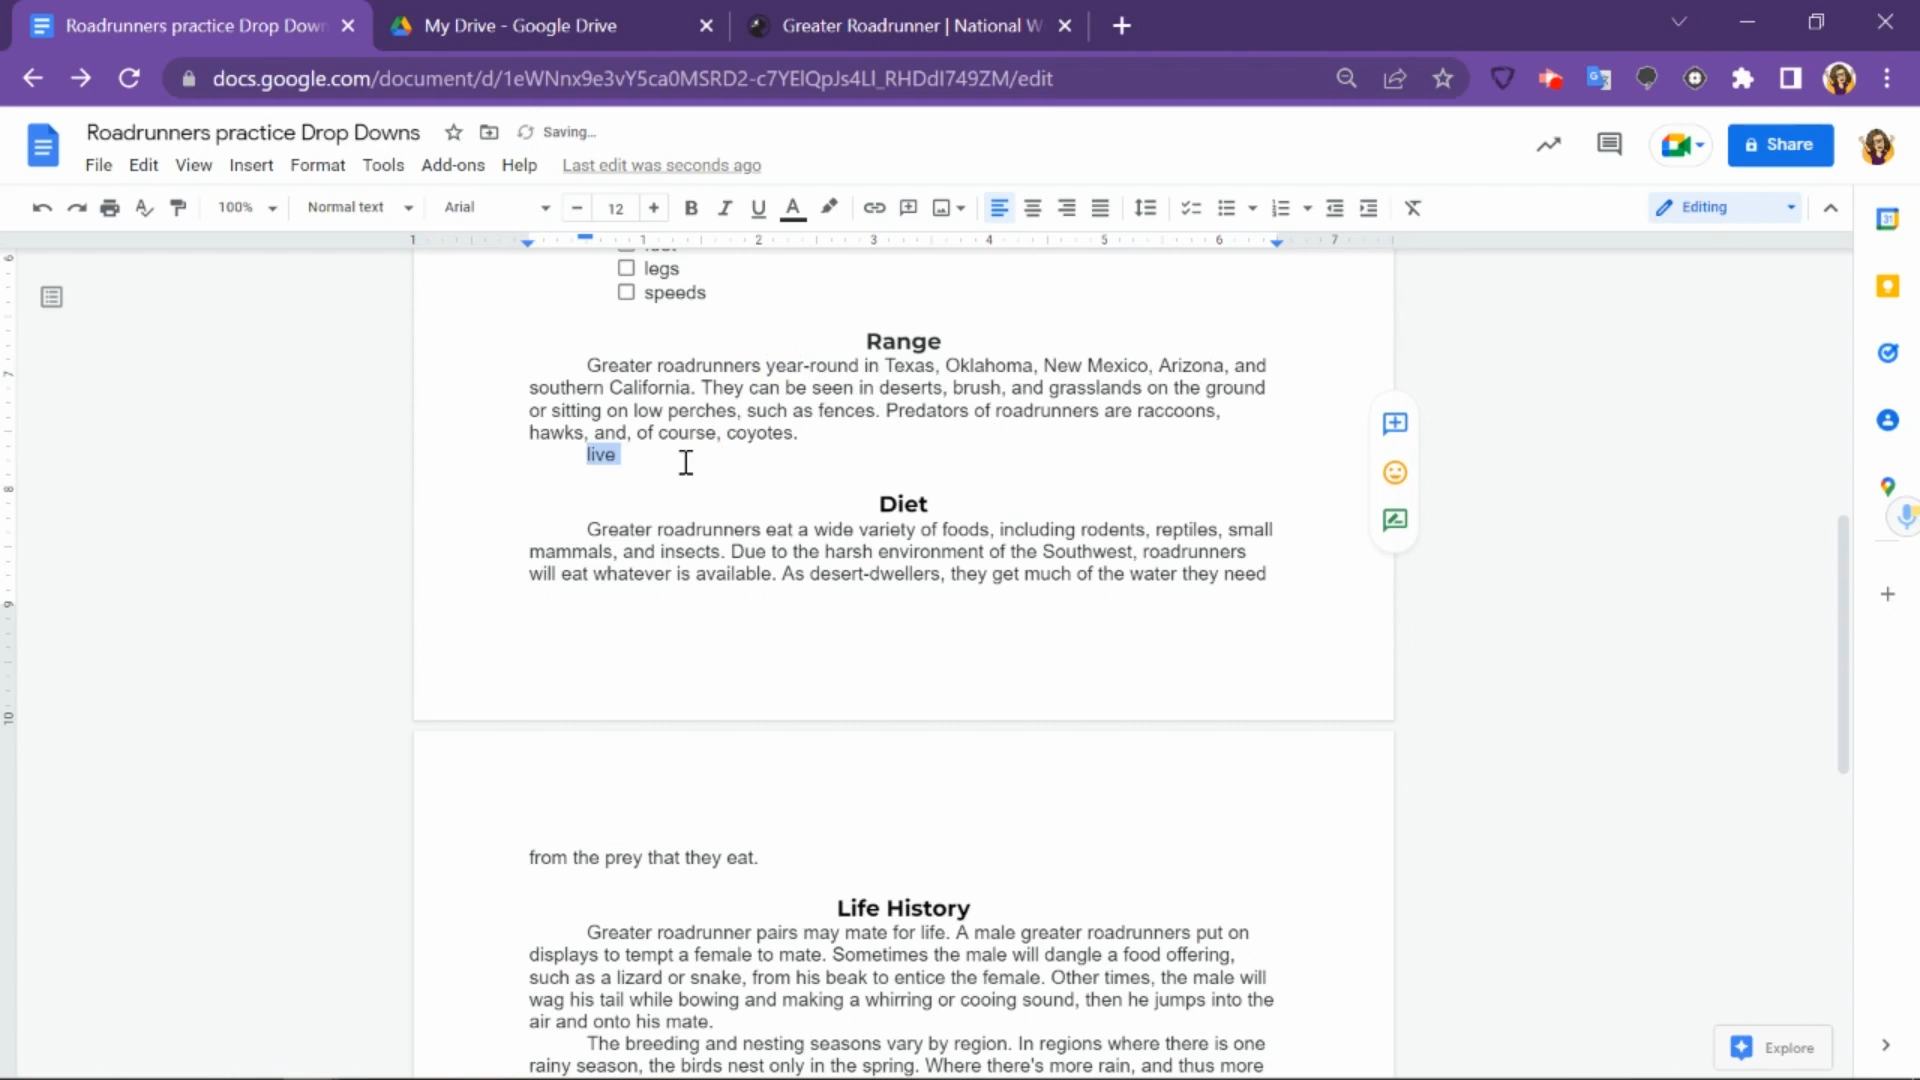 Roadrunners practice Drop Down
My Drive - Google Drive
Greater Roadrunner | National W
docs.google.com/document/d/1eWNnx9e3vY5ca0MSRD2-c7YElQpJs4Ll_RHDdI749ZM/edit
Roadrunners practice Drop Downs
Saving...
File Edit View Insert Format Tools Add-ons Help Last edit was seconds ago
Share
100% Normal text Arial 12 Editing
1 1 2 3 4 5 6 7
legs
speeds
Range
Greater roadrunners year-round in Texas, Oklahoma, New Mexico, Arizona, and
southern California. They can be seen in deserts, brush, and grasslands on the ground
or sitting on low perches, such as fences. Predators of roadrunners are raccoons,
hawks, and, of course, coyotes.
live
Diet
Greater roadrunners eat a wide variety of foods, including rodents, reptiles, small
mammals, and insects. Due to the harsh environment of the Southwest, roadrunners
will eat whatever is available. As desert-dwellers, they get much of the water they need
from the prey that they eat.
Life History
Greater roadrunner pairs may mate for life. A male greater roadrunners put on
displays to tempt a female to mate. Sometimes the male will dangle a food offering,
such as a lizard or snake, from his beak to entice the female. Other times, the male will
wag his tail while bowing and making a whirring or cooing sound, then he jumps into the
air and onto his mate.
The breeding and nesting seasons vary by region. In regions where there is one
rainy season, the birds nest only in the spring. Where there's more rain, and thus more
Explore